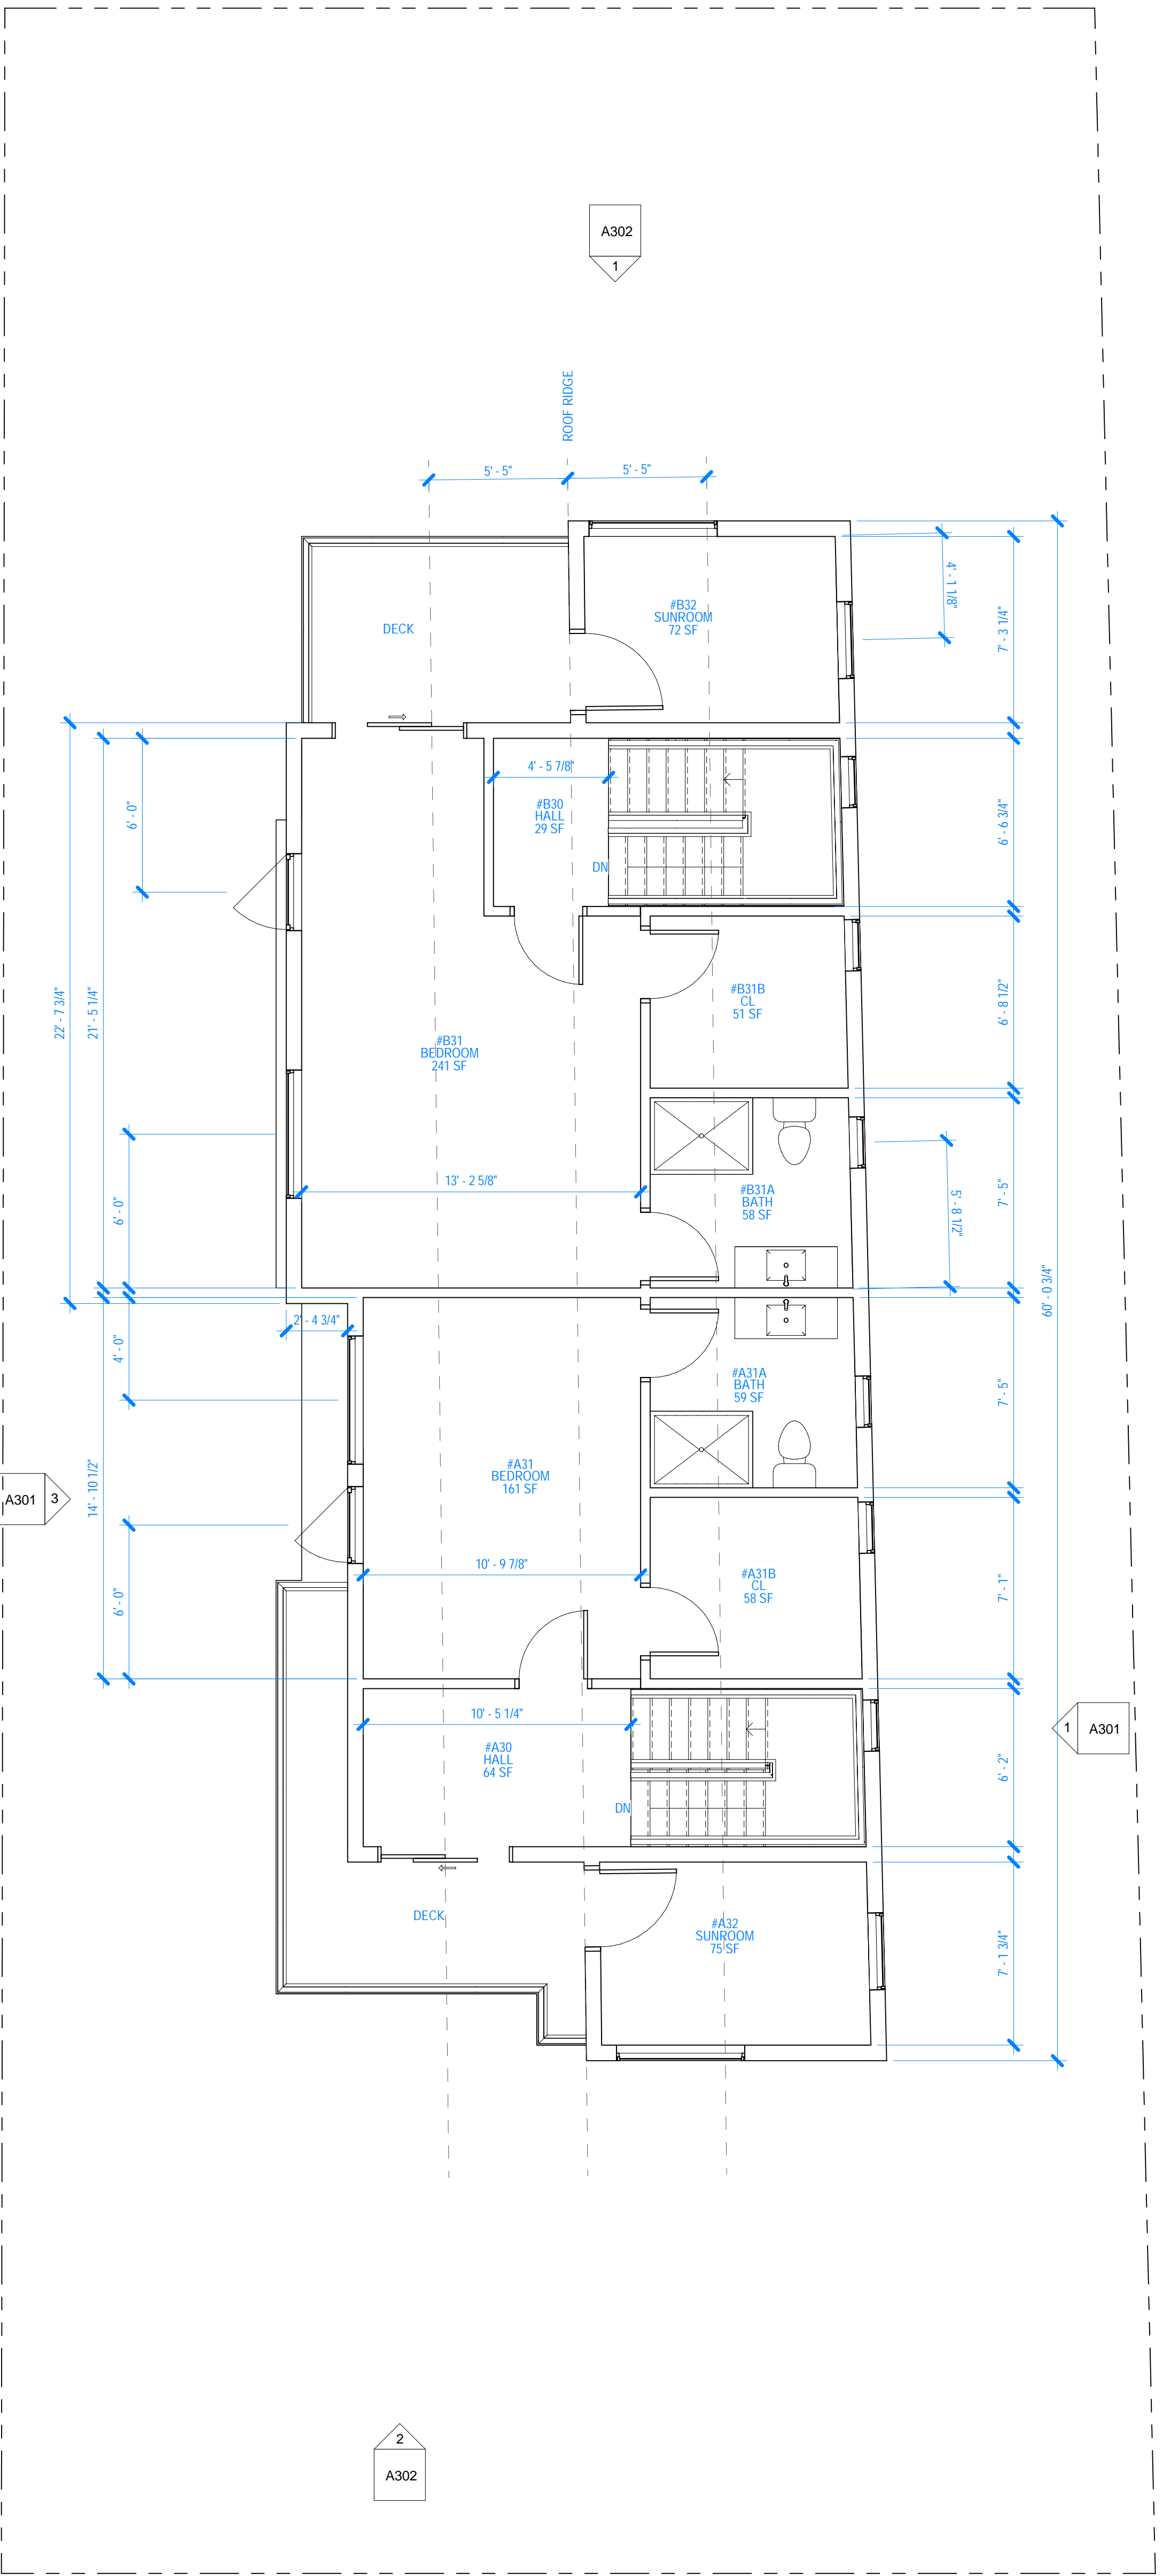 A302
1
ROOF RIDGE
5' - 5"
5' - 5"
4' - 1 1/8"
7' - 3 1/4"
#B32
SUNROOM
72 SF
DECK
4' - 5 7/8"
#B30
HALL
29 SF
DN
6' - 0"
6' - 6 3/4"
22' - 7 3/4"
21' - 5 1/4"
#B31B
CL
51 SF
6' - 8 1/2"
#B31
BEDROOM
241 SF
13' - 2 5/8"
#B31A
BATH
58 SF
6' - 0"
7' - 5"
5' - 8 1/2"
60' - 0 3/4"
2' - 4 3/4"
4' - 0"
#A31A
BATH
59 SF
7' - 5"
14' - 10 1/2"
#A31
BEDROOM
161 SF
A301
3
10' - 9 7/8"
#A31B
CL
58 SF
6' - 0"
7' - 1"
10' - 5 1/4"
#A30
HALL
64 SF
DN
6' - 2"
1
A301
DECK
#A32
SUNROOM
75 SF
7' - 1 3/4"
2
A302